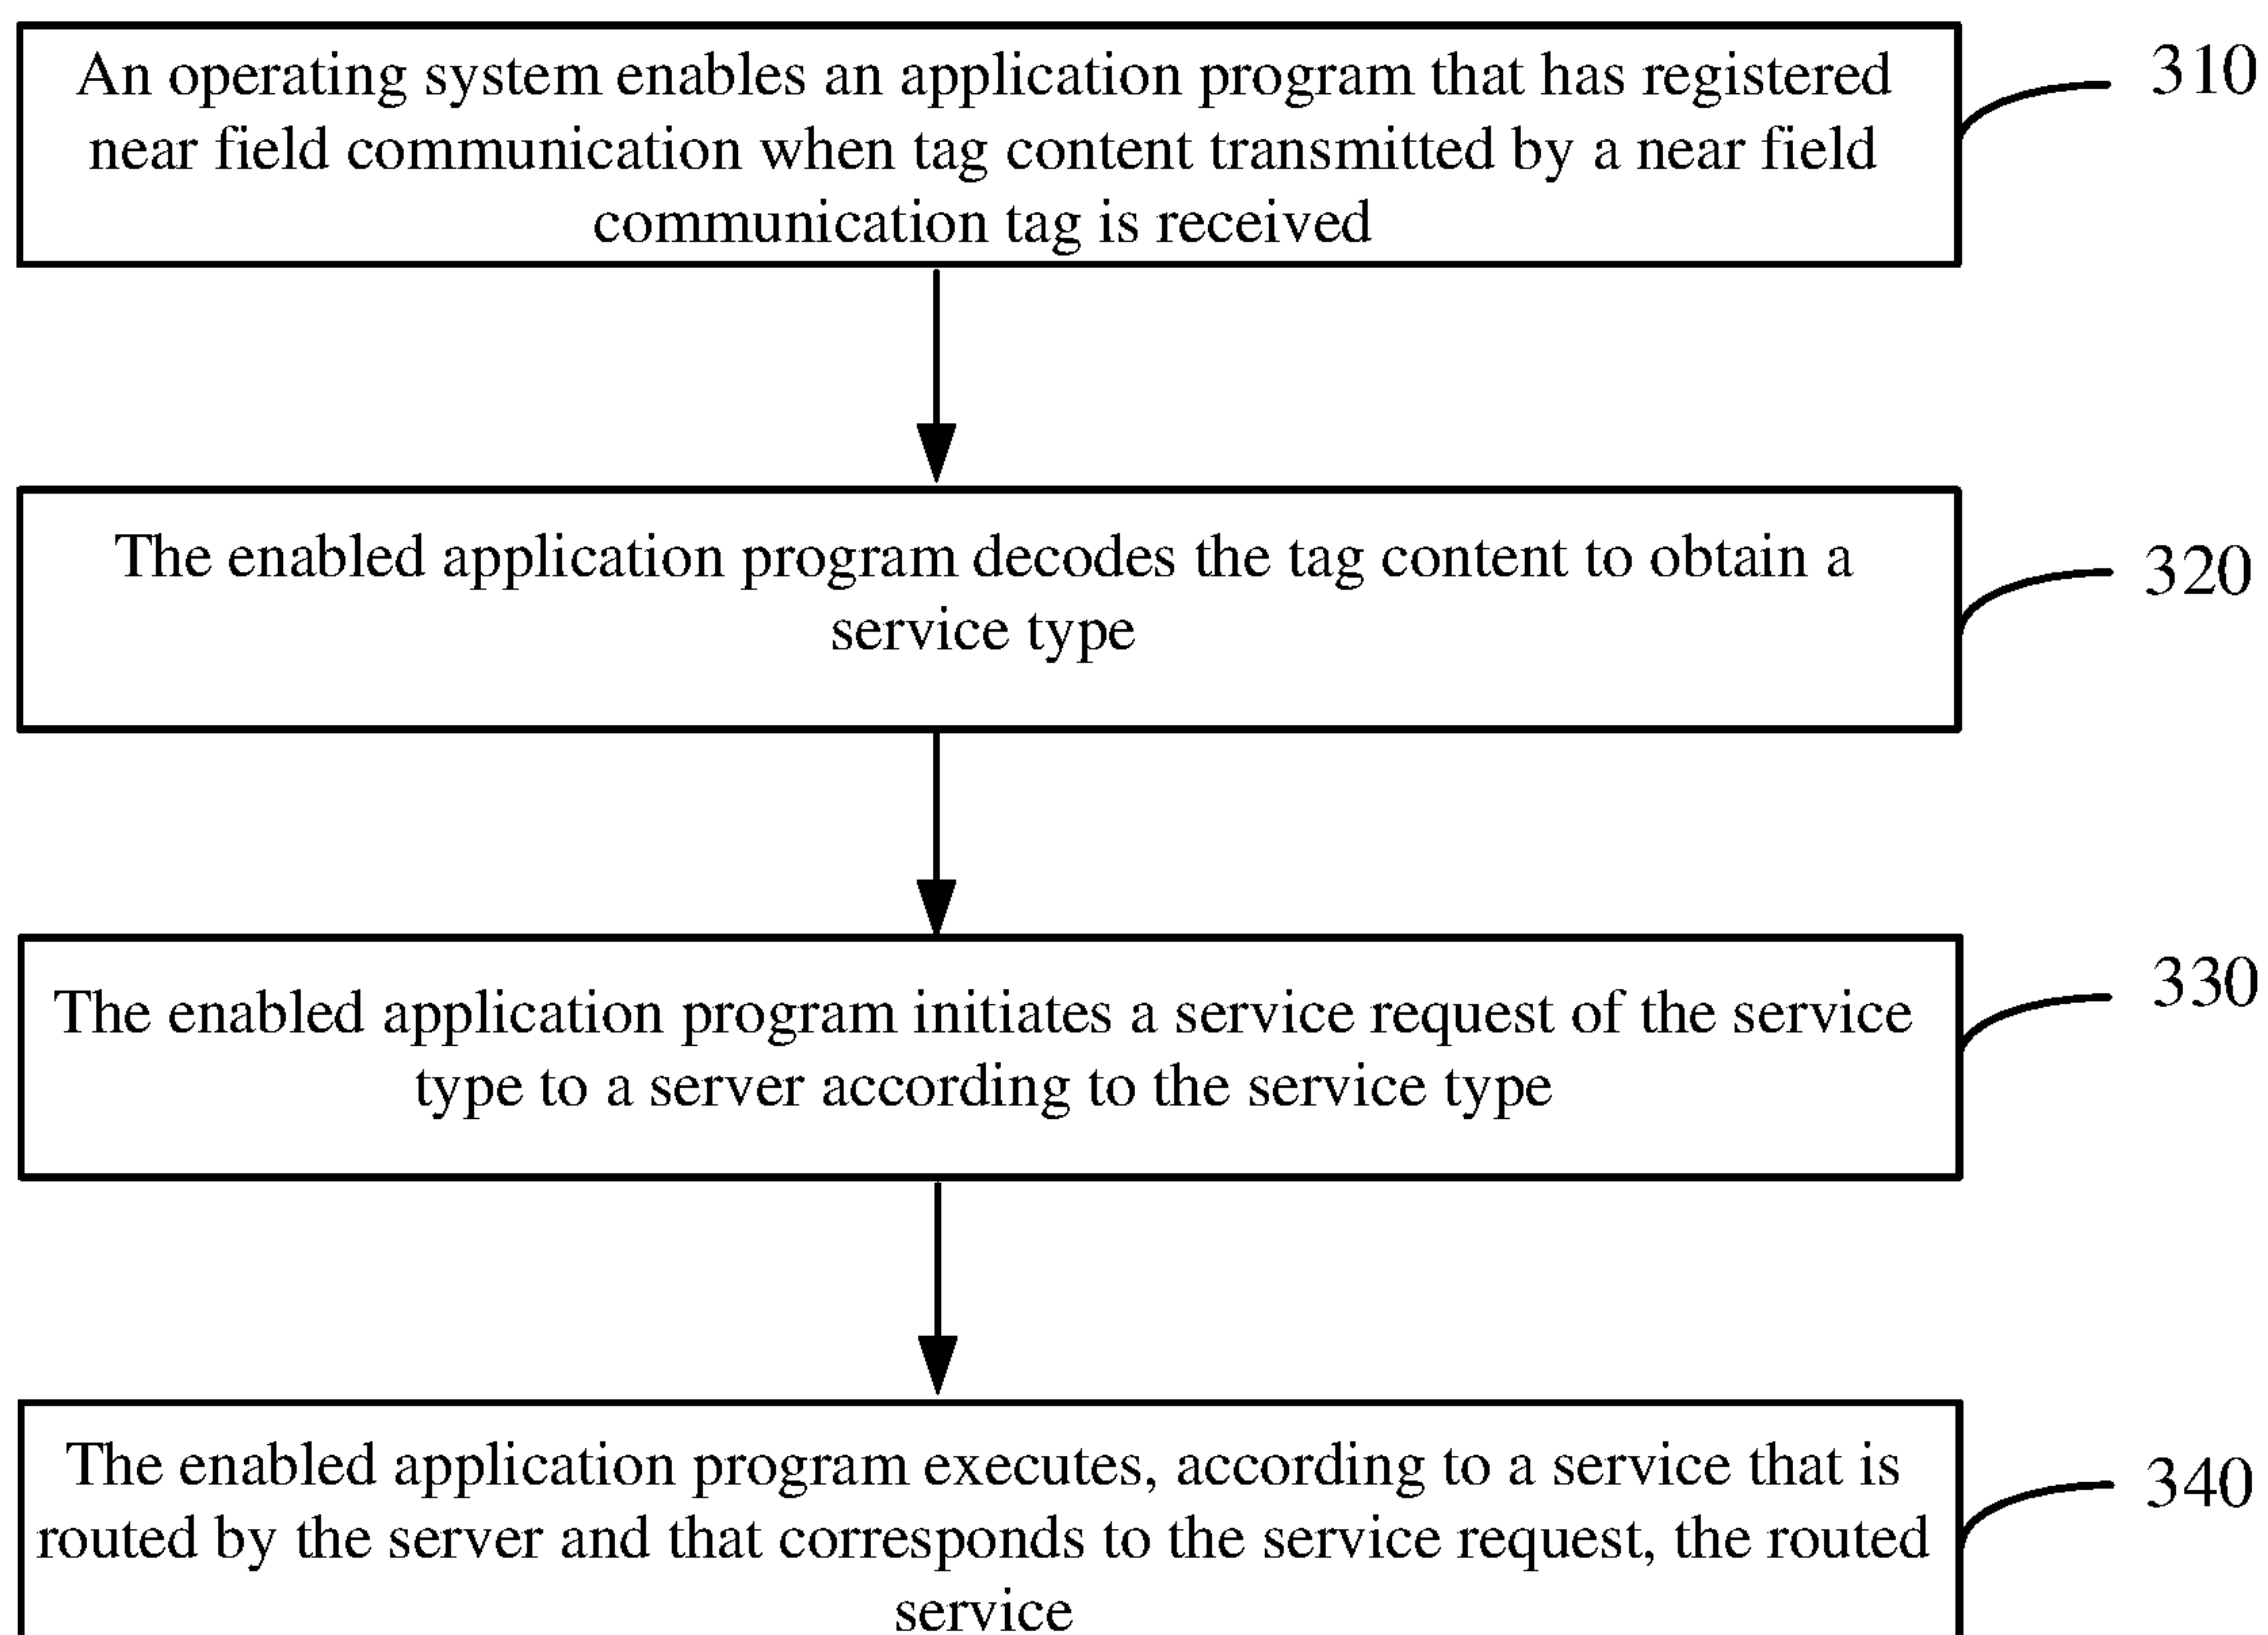 An operating system enables an application program that has registered
near field communication when tag content transmitted by a near field
communication tag is received
310
The enabled application program decodes the tag content to obtain a
service type
320
The enabled application program initiates a service request of the service
type to a server according to the service type
330
The enabled application program executes, according to a service that is
routed by the server and that corresponds to the service request, the routed
service
340